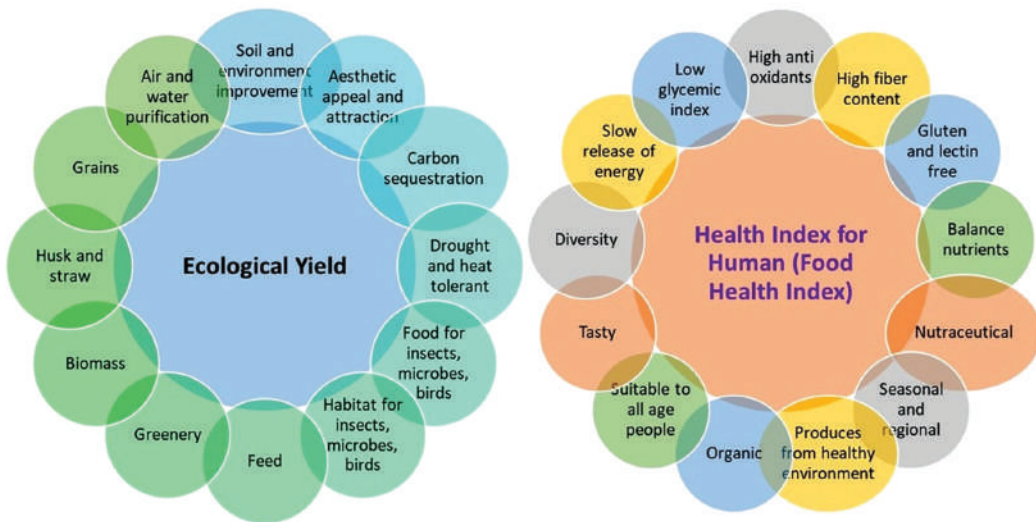 Soil and
environment
improvement
Aesthetic
appeal and
attraction
Carbon
sequestration
Drought
and heat
tolerant
Food for
insects,
microbes,
birds
Habitat for
insects,
microbes,
birds
Feed
Greenery
Biomass
Husk and
straw
Grains
Air and
water
purification
Ecological Yield
High anti
oxidants
High fiber
content
Gluten
and lectin
free
Balance
nutrients
Nutraceutical
Seasonal
and
regional
Produces
from healthy
environment
Organic
Suitable to
all age
people
Tasty
Diversity
Slow
release of
energy
Low
glycemic
index
Health Index for
Human (Food
Health Index)